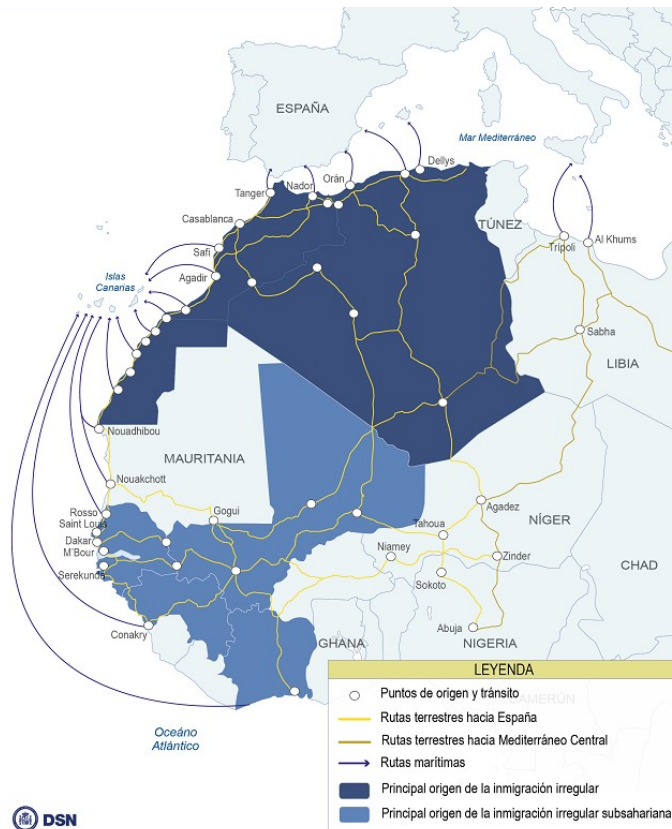 ESPAÑA
Mar Mediterráneo
Dellys
Orán
Nador
Tanger
TÚNEZ
Casablanca
Trípoli
Al Khums
Safi
Islas
Canarias
Agadir
Sabha
LIBIA
Nouadhibou
MAURITANIA
Nouakchott
Agadez
Rosso
Gogui
NÍGER
Saint Louis
Tahoua
Dakar
Niamey
M'Bour
Zinder
CHAD
Serekunda
Sokoto
Conakry
Abuja
GHANA
NIGERIA
LEYENDA
Puntos de origen y tránsito
CAMERÚN
Rutas terrestres hacia España
Océano
Atlántico
Rutas terrestres hacia Mediterráneo Central
Rutas marítimas
Principal origen de la inmigración irregular
Principal origen de la inmigración irregular subsahariana
DSN